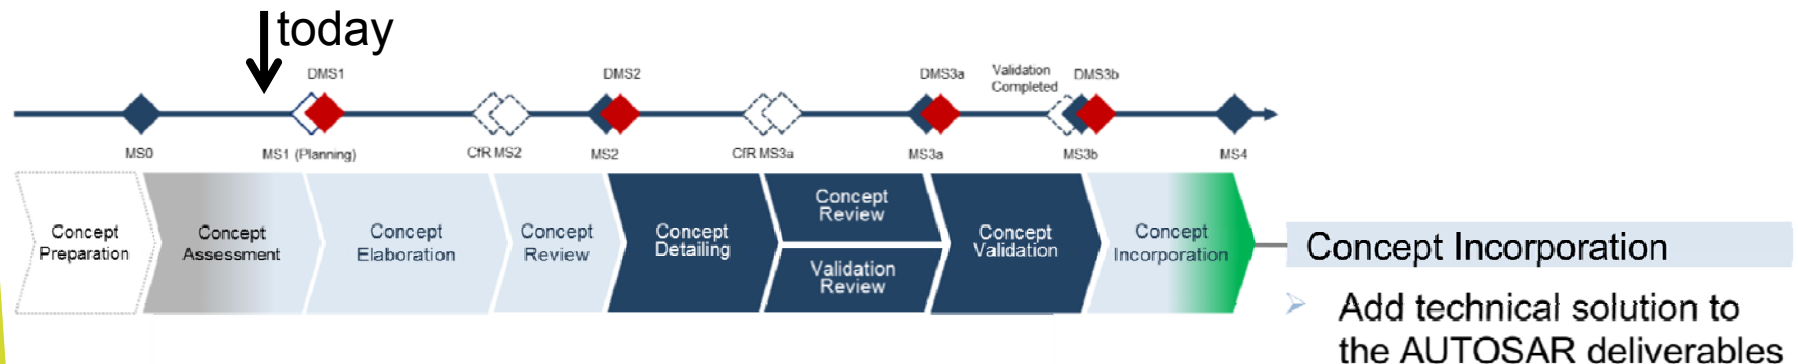 today
DMS1
DMS2
DMS3a
Validation
Completed
DMS3b
MS0
MS1 (Planning)
CfR MS2
MS2
CfR MS3a
MS3a
MS3b
MS4
Concept
Preparation
Concept
Assessment
Concept
Elaboration
Concept
Review
Concept
Detailing
Concept
Review
Validation
Review
Concept
Validation
Concept
Incorporation
Concept Incorporation
Add technical solution to
the AUTOSAR deliverables